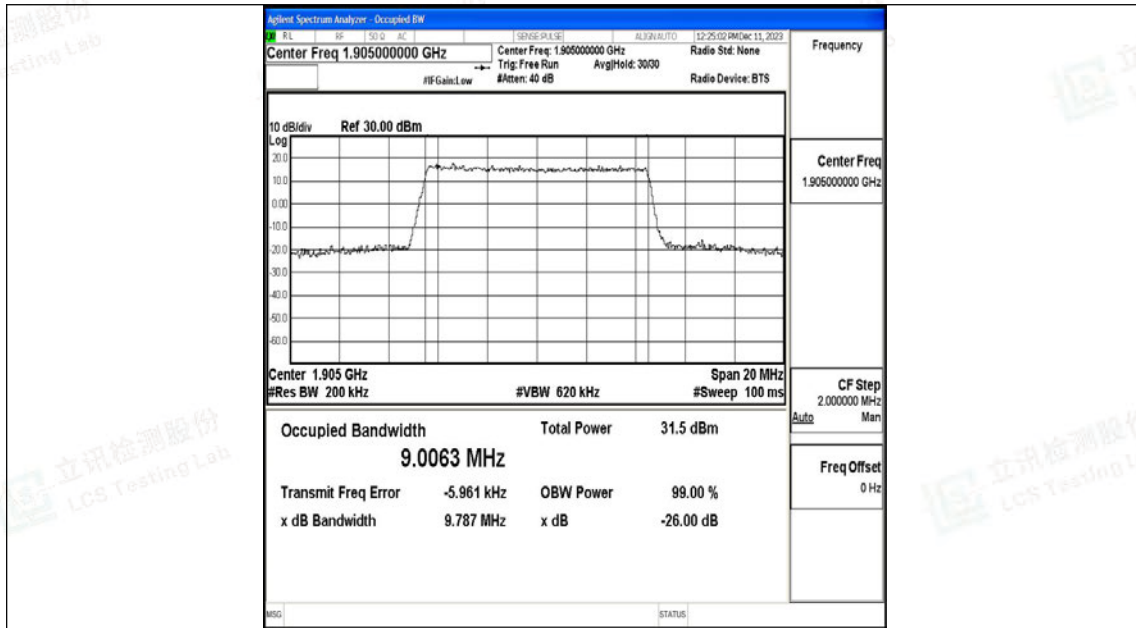 Agilent Spectrum Analyzer - Occupied BW
RL RF 50 Ω AC SENSE:PULSE ALIGNAUTO 12:25:02 PM Dec 11, 2023
Center Freq 1.905000000 GHz
Center Freq: 1.905000000 GHz
Radio Std: None
Trig: Free Run Avg|Hold: 30/30
#IFGain:Low #Atten: 40 dB Radio Device: BTS
10 dB/div Ref 30.00 dBm
Log
20.0
10.0
0.00
-10.0
-20.0
-30.0
-40.0
-50.0
-60.0
Center 1.905 GHz Span 20 MHz
#Res BW 200 kHz #VBW 620 kHz #Sweep 100 ms
Occupied Bandwidth Total Power 31.5 dBm
9.0063 MHz
Transmit Freq Error -5.961 kHz OBW Power 99.00 %
x dB Bandwidth 9.787 MHz x dB -26.00 dB
MSG STATUS
Frequency
Center Freq
1.905000000 GHz
CF Step
2.000000 MHz
Auto Man
Freq Offset
0 Hz
立讯检测股份
LCS Testing Lab
立讯检测股份
LCS Testing L
测股份
sting Lab
立